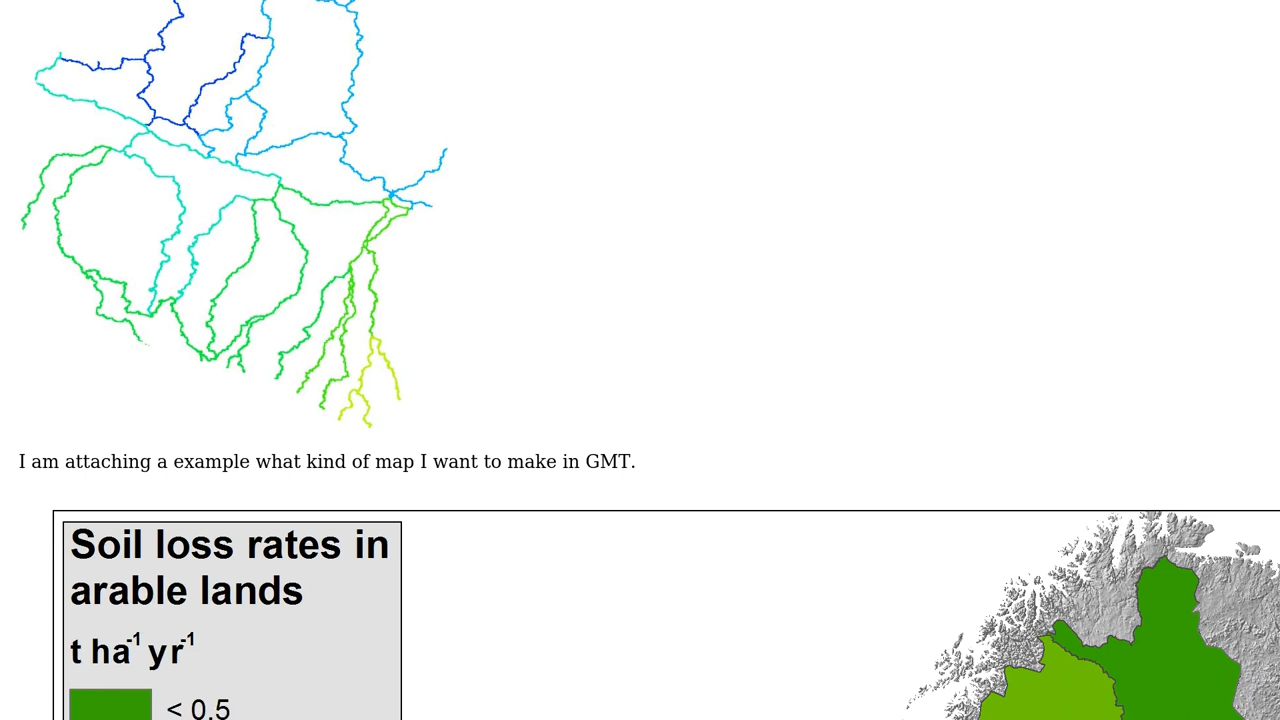 I am attaching a example what kind of map I want to make in GMT.
Soil loss rates in
arable lands
t ha⁻¹ yr⁻¹
< 0.5